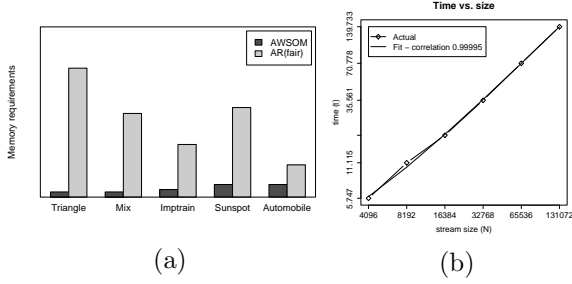 Memory requirements
AWSOM
AR(fair)
Triangle
Mix
Imptrain
Sunspot
Automobile
(a)
Time vs. size
time (t)
139.733
70.778
35.561
11.115
5.747
Actual
Fit − correlation 0.99995
4096
8192
16384
32768
65536
131072
stream size (N)
(b)